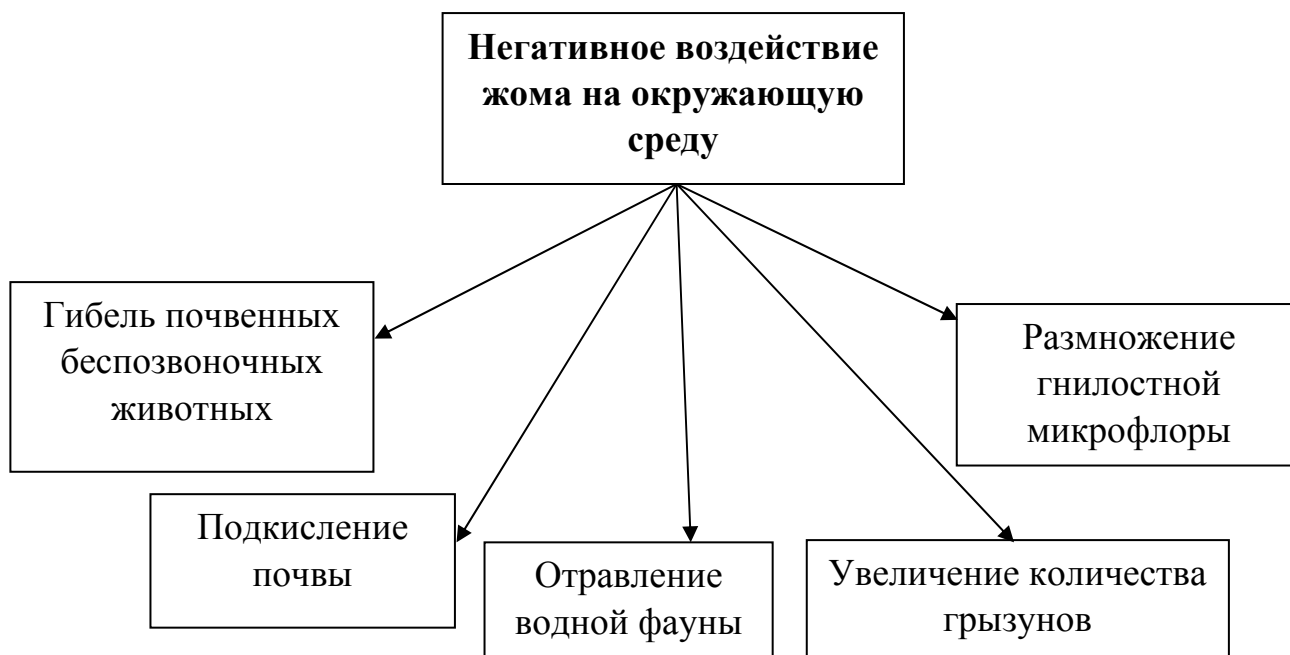 Негативное воздействие
жома на окружающую
среду
Гибель почвенных
беспозвоночных
животных
Размножение
гнилостной
микрофлоры
Подкисление
почвы
Отравление
водной фауны
Увеличение количества
грызунов